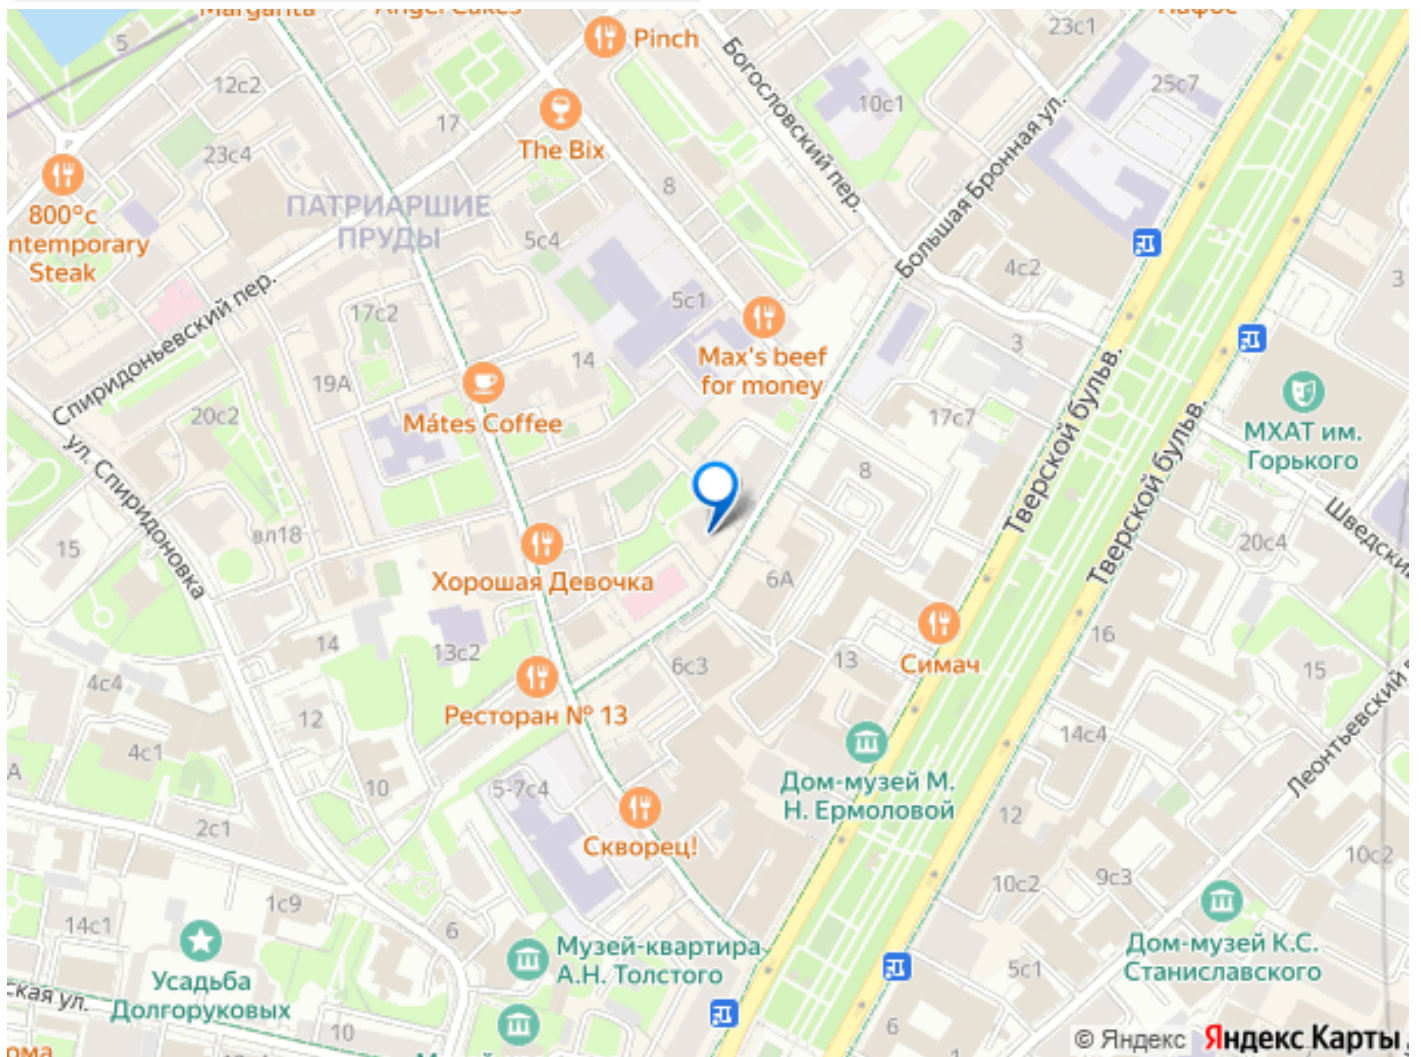 Margarita
Angel Cakes
Пафос
5
Pinch
23с1
12с2
25с7
10с1
17
The Bix
Богословский пер.
Большая Бронная ул.
23с4
800°c
ntemporary
Steak
ПАТРИАРШИЕ
ПРУДЫ
8
5с4
4с2
3
Спиридоньевский пер.
17с2
5с1
Max's beef
for money
3
14
19А
Mátes Coffee
20с2
17с7
Тверской бульв.
Тверской бульв.
МХАТ им.
Горького
ул. Спиридоновка
8
Шведский
15
вл18
20с4
Хорошая Девочка
6А
14
13с2
16
Симач
13
6с3
15
4с4
Ресторан № 13
12
14с4
Леонтьевский
4с1
10
5-7с4
Дом-музей М.
Н. Ермоловой
А
2с1
12
Скворец!
10с2
9с3
10с2
1с9
14с1
6
Музей-квартира
А.Н. Толстого
Дом-музей К.С.
Станиславского
5с1
Усадьба
Долгоруковых
ская ул.
10
6
© Яндекс Яндекс Карты